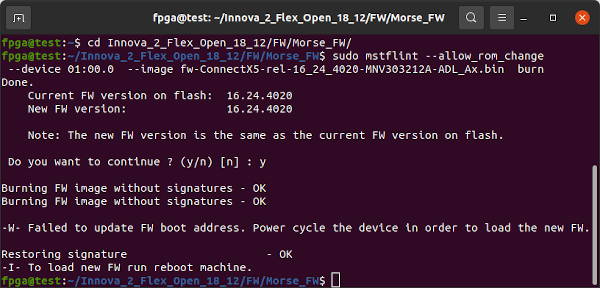 fpga@test: ~/Innova_2_Flex_Open_18_12/FW/Morse_FW
fpga@test:~$ cd Innova_2_Flex_Open_18_12/FW/Morse_FW/
fpga@test:~/Innova_2_Flex_Open_18_12/FW/Morse_FW$ sudo mstflint --allow_rom_change
--device 01:00.0  --image fw-ConnectX5-rel-16_24_4020-MNV303212A-ADL_Ax.bin  burn
Done.
    Current FW version on flash:  16.24.4020
    New FW version:               16.24.4020
    Note: The new FW version is the same as the current FW version on flash.
 Do you want to continue ? (y/n) [n] : y
Burning FW image without signatures - OK
Burning FW image without signatures - OK
-W- Failed to update FW boot address. Power cycle the device in order to load the new FW.
Restoring signature                     - OK
-I- To load new FW run reboot machine.
fpga@test:~/Innova_2_Flex_Open_18_12/FW/Morse_FW$